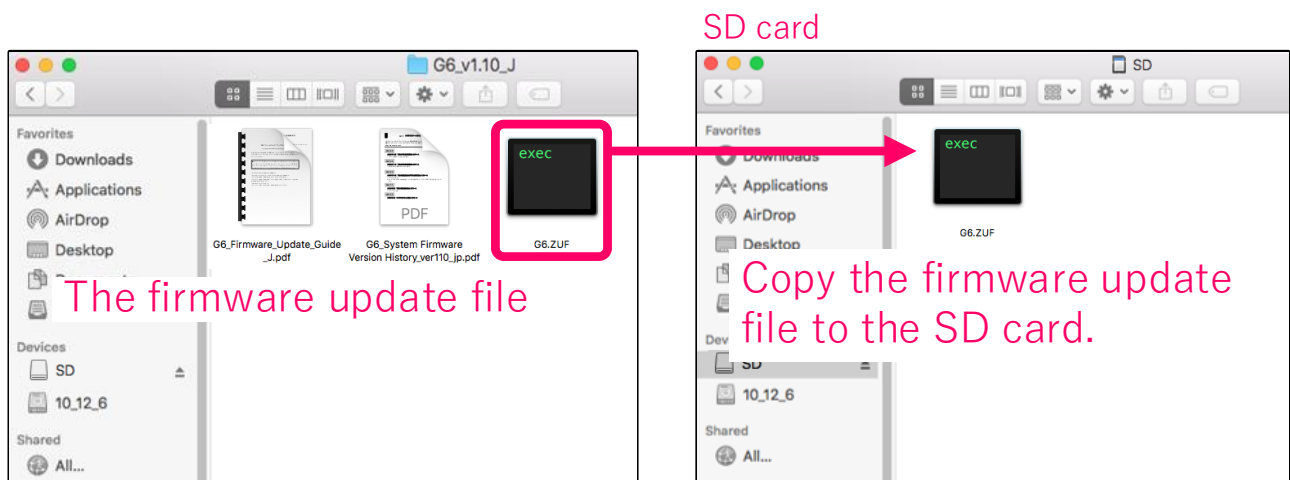 SD card
G6_v1.10_J
Favorites
Downloads
Applications
AirDrop
Desktop
exec
PDF
G6_Firmware_Update_Guide
_J.pdf
G6_System Firmware
Version History_ver110_jp.pdf
G6.ZUF
The firmware update file
Devices
SD
10_12_6
Shared
All...
SD
Favorites
Downloads
Applications
AirDrop
Desktop
exec
G6.ZUF
Copy the firmware update
file to the SD card.
SD
10_12_6
Shared
All...